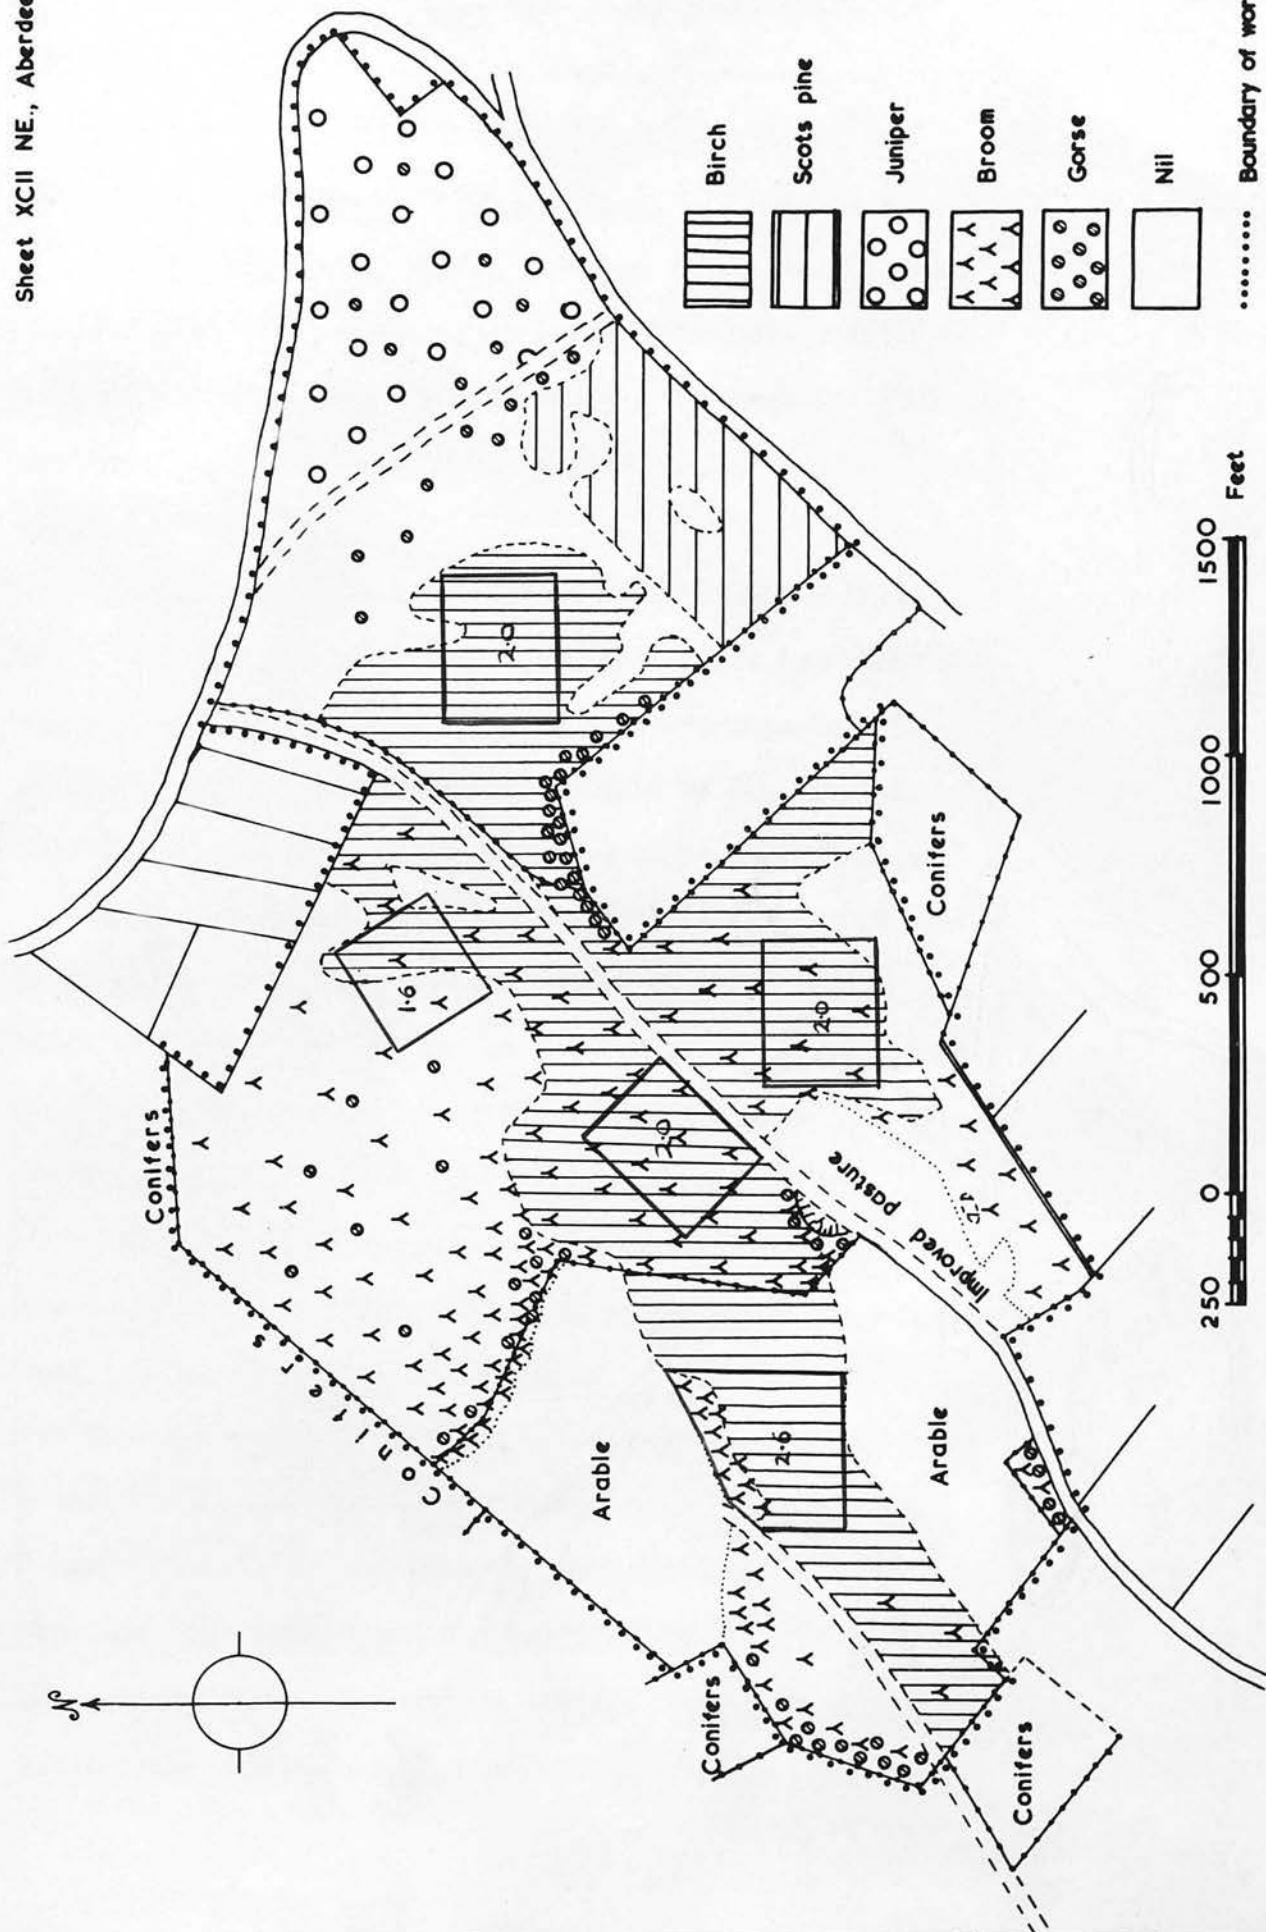 Sheet XCII NE., Aberdee
N
Conifers
Conifers
Conifers
Conifers
Conifers
Arable
Arable
Improved
pasture
1·6
2·0
2·0
2·0
2·6
Birch
Scots pine
Juniper
Broom
Gorse
Nil
Boundary of wor
250 0 500 1000 1500 Feet